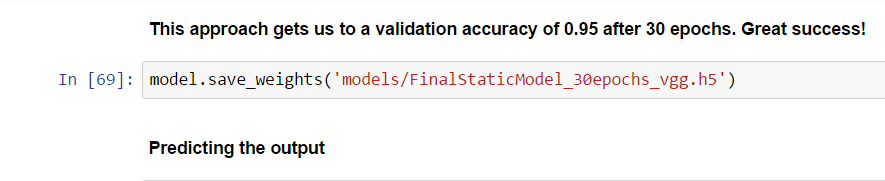 This approach gets us to a validation accuracy of 0.95 after 30 epochs. Great success!
In [69]: model.save_weights('models/FinalStaticModel_30epochs_vgg.h5')
Predicting the output